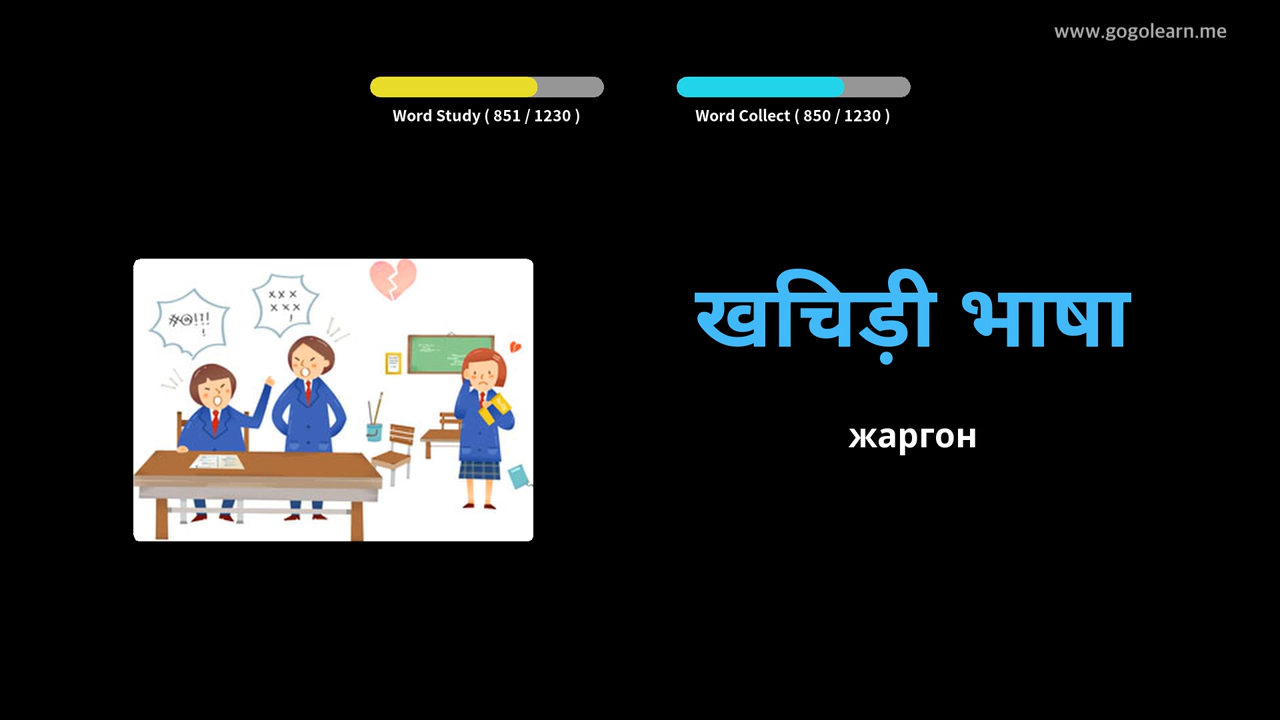 www.gogolearn.me
Word Study ( 851 / 1230 )
Word Collect ( 850 / 1230 )
#@!!!
!
x x x
x x x
!
खचिड़ी भाषा
жаргон